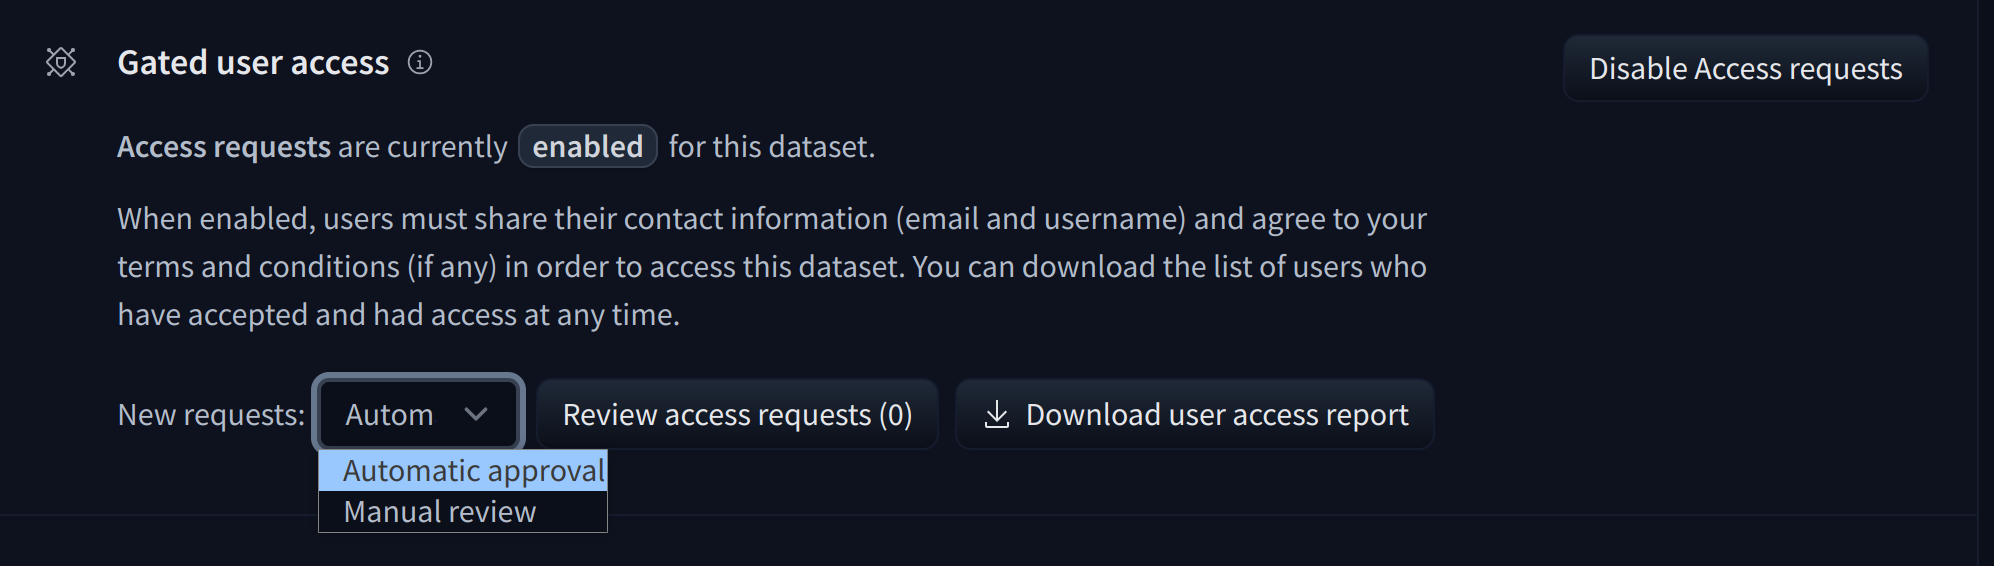 Gated user access
Disable Access requests
Access requests are currently enabled for this dataset.
When enabled, users must share their contact information (email and username) and agree to your
terms and conditions (if any) in order to access this dataset. You can download the list of users who
have accepted and had access at any time.
New requests: Autom Review access requests (0) Download user access report
Automatic approval
Manual review